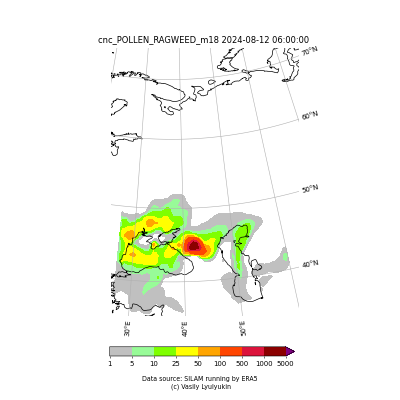 cnc_POLLEN_RAGWEED_m18 2024-08-12 06:00:00
70°N
60°N
50°N
40°N
30°E
40°E
50°E
1 5 10 25 50 100 500 1000 5000
Data source: SILAM running by ERA5
(c) Vasily Lyulyukin